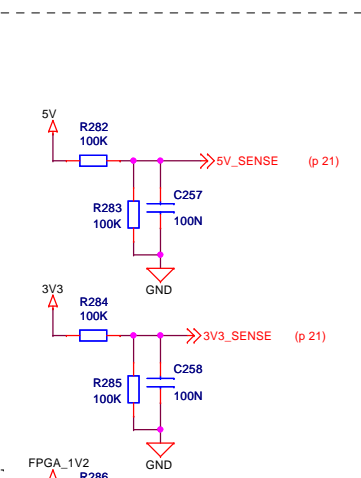 5V
R282
100K
5V_SENSE (p 21)
C257
R283
100K
100N
GND
3V3
R284
100K
3V3_SENSE (p 21)
C258
R285
100K
100N
GND
FPGA_1V2
R286